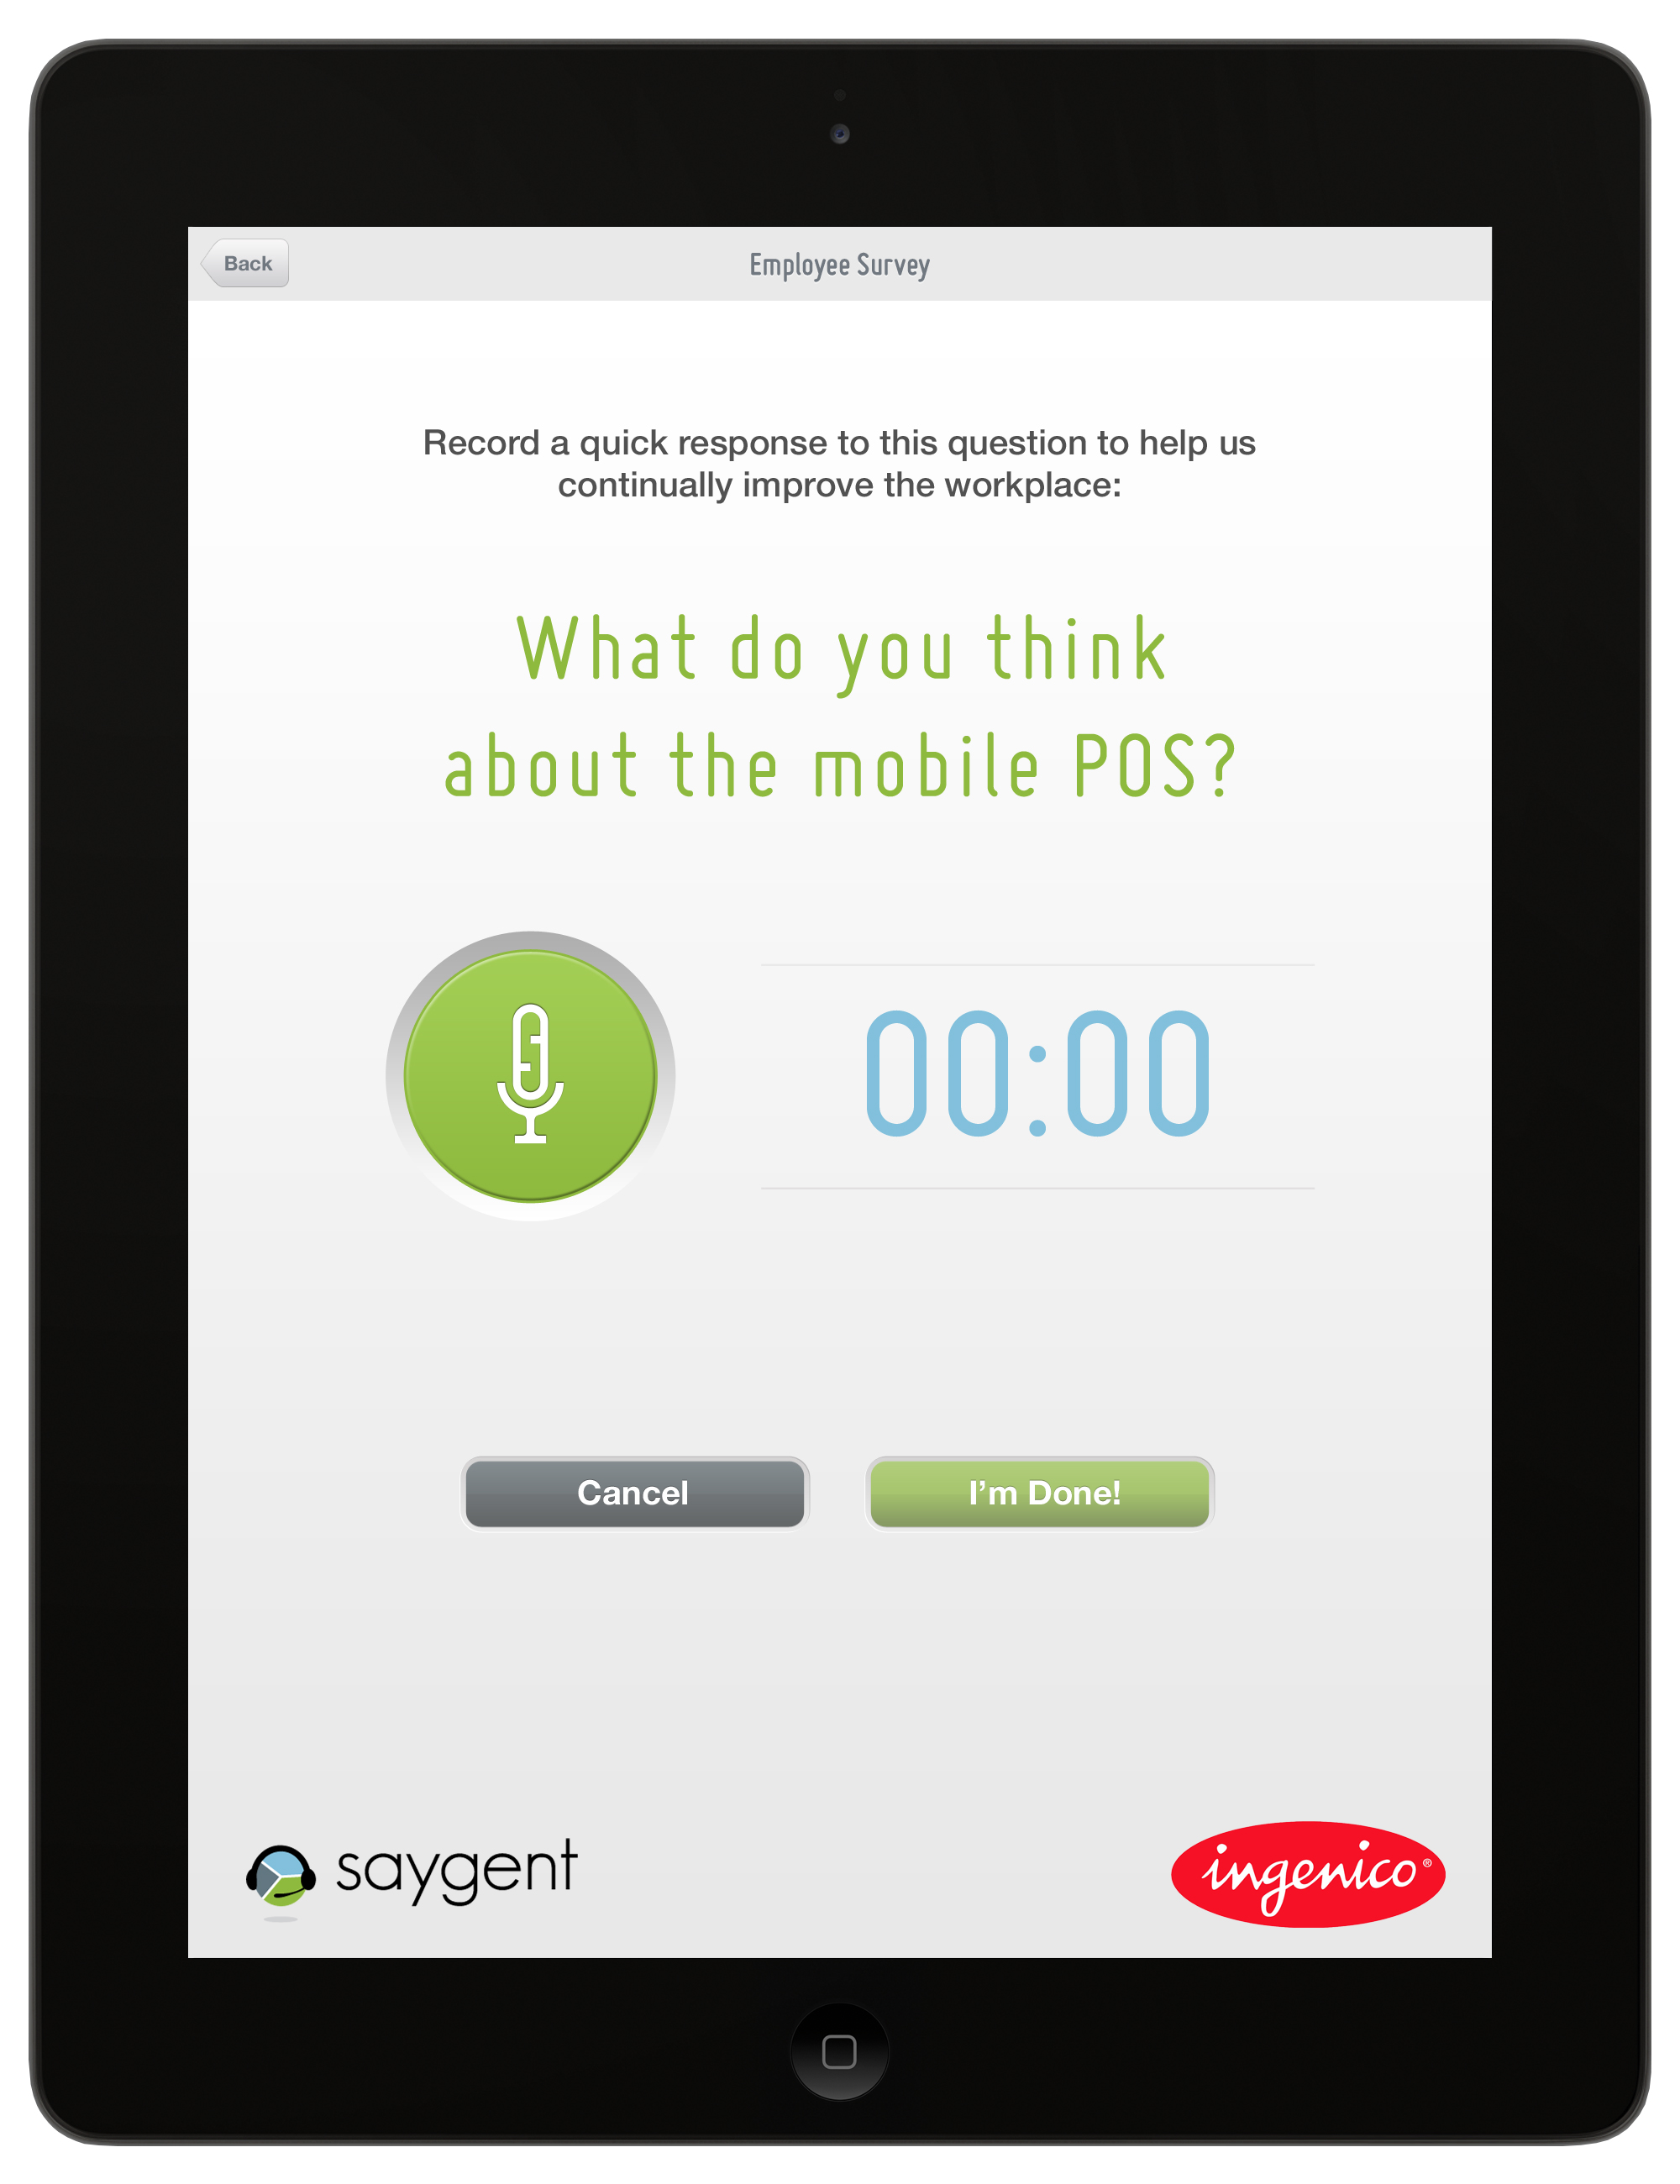 Back
Employee Survey
Record a quick response to this question to help us
continually improve the workplace:
What do you think
about the mobile POS?
00:00
Cancel
I'm Done!
saygent
ingenico®